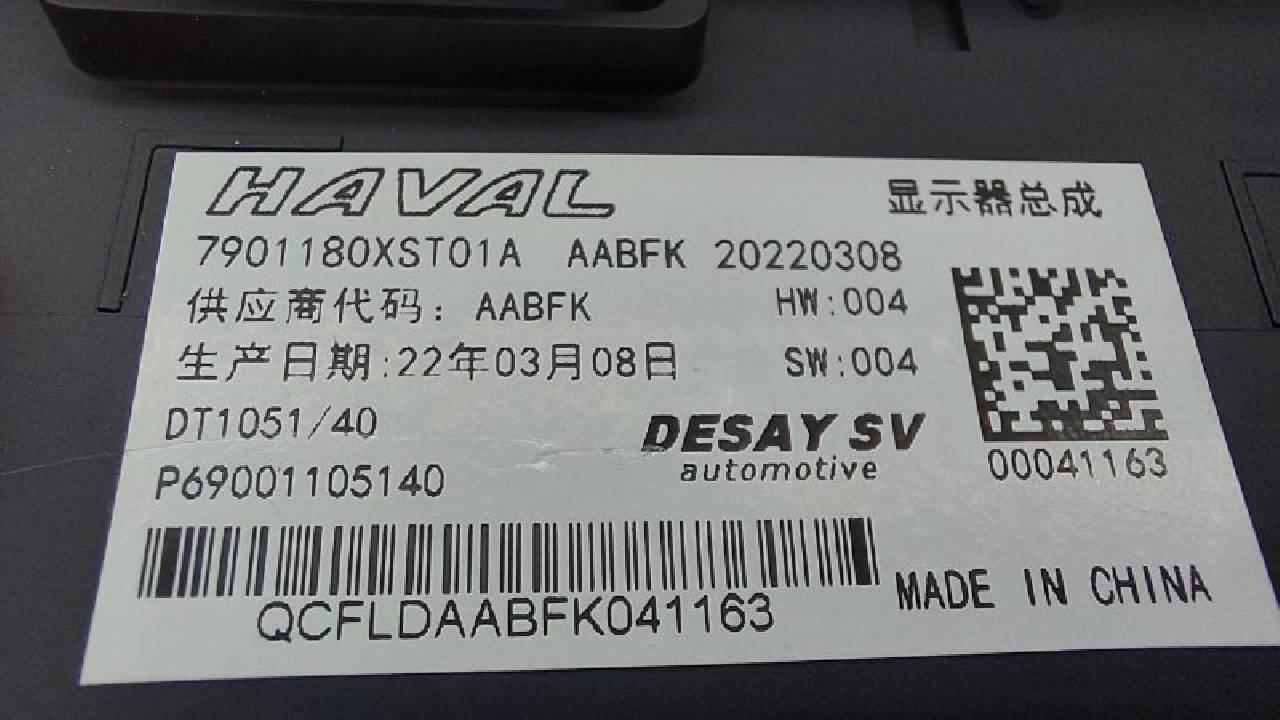 HAVAL 显示器总成
7901180XST01A AABFK 20220308
供应商代码: AABFK HW:004
生产日期:22年03月08日 SW:004
DT1051/40
DESAY SV
automotive
P69001105140
00041163
QCFLDAABFK041163
MADE IN CHINA